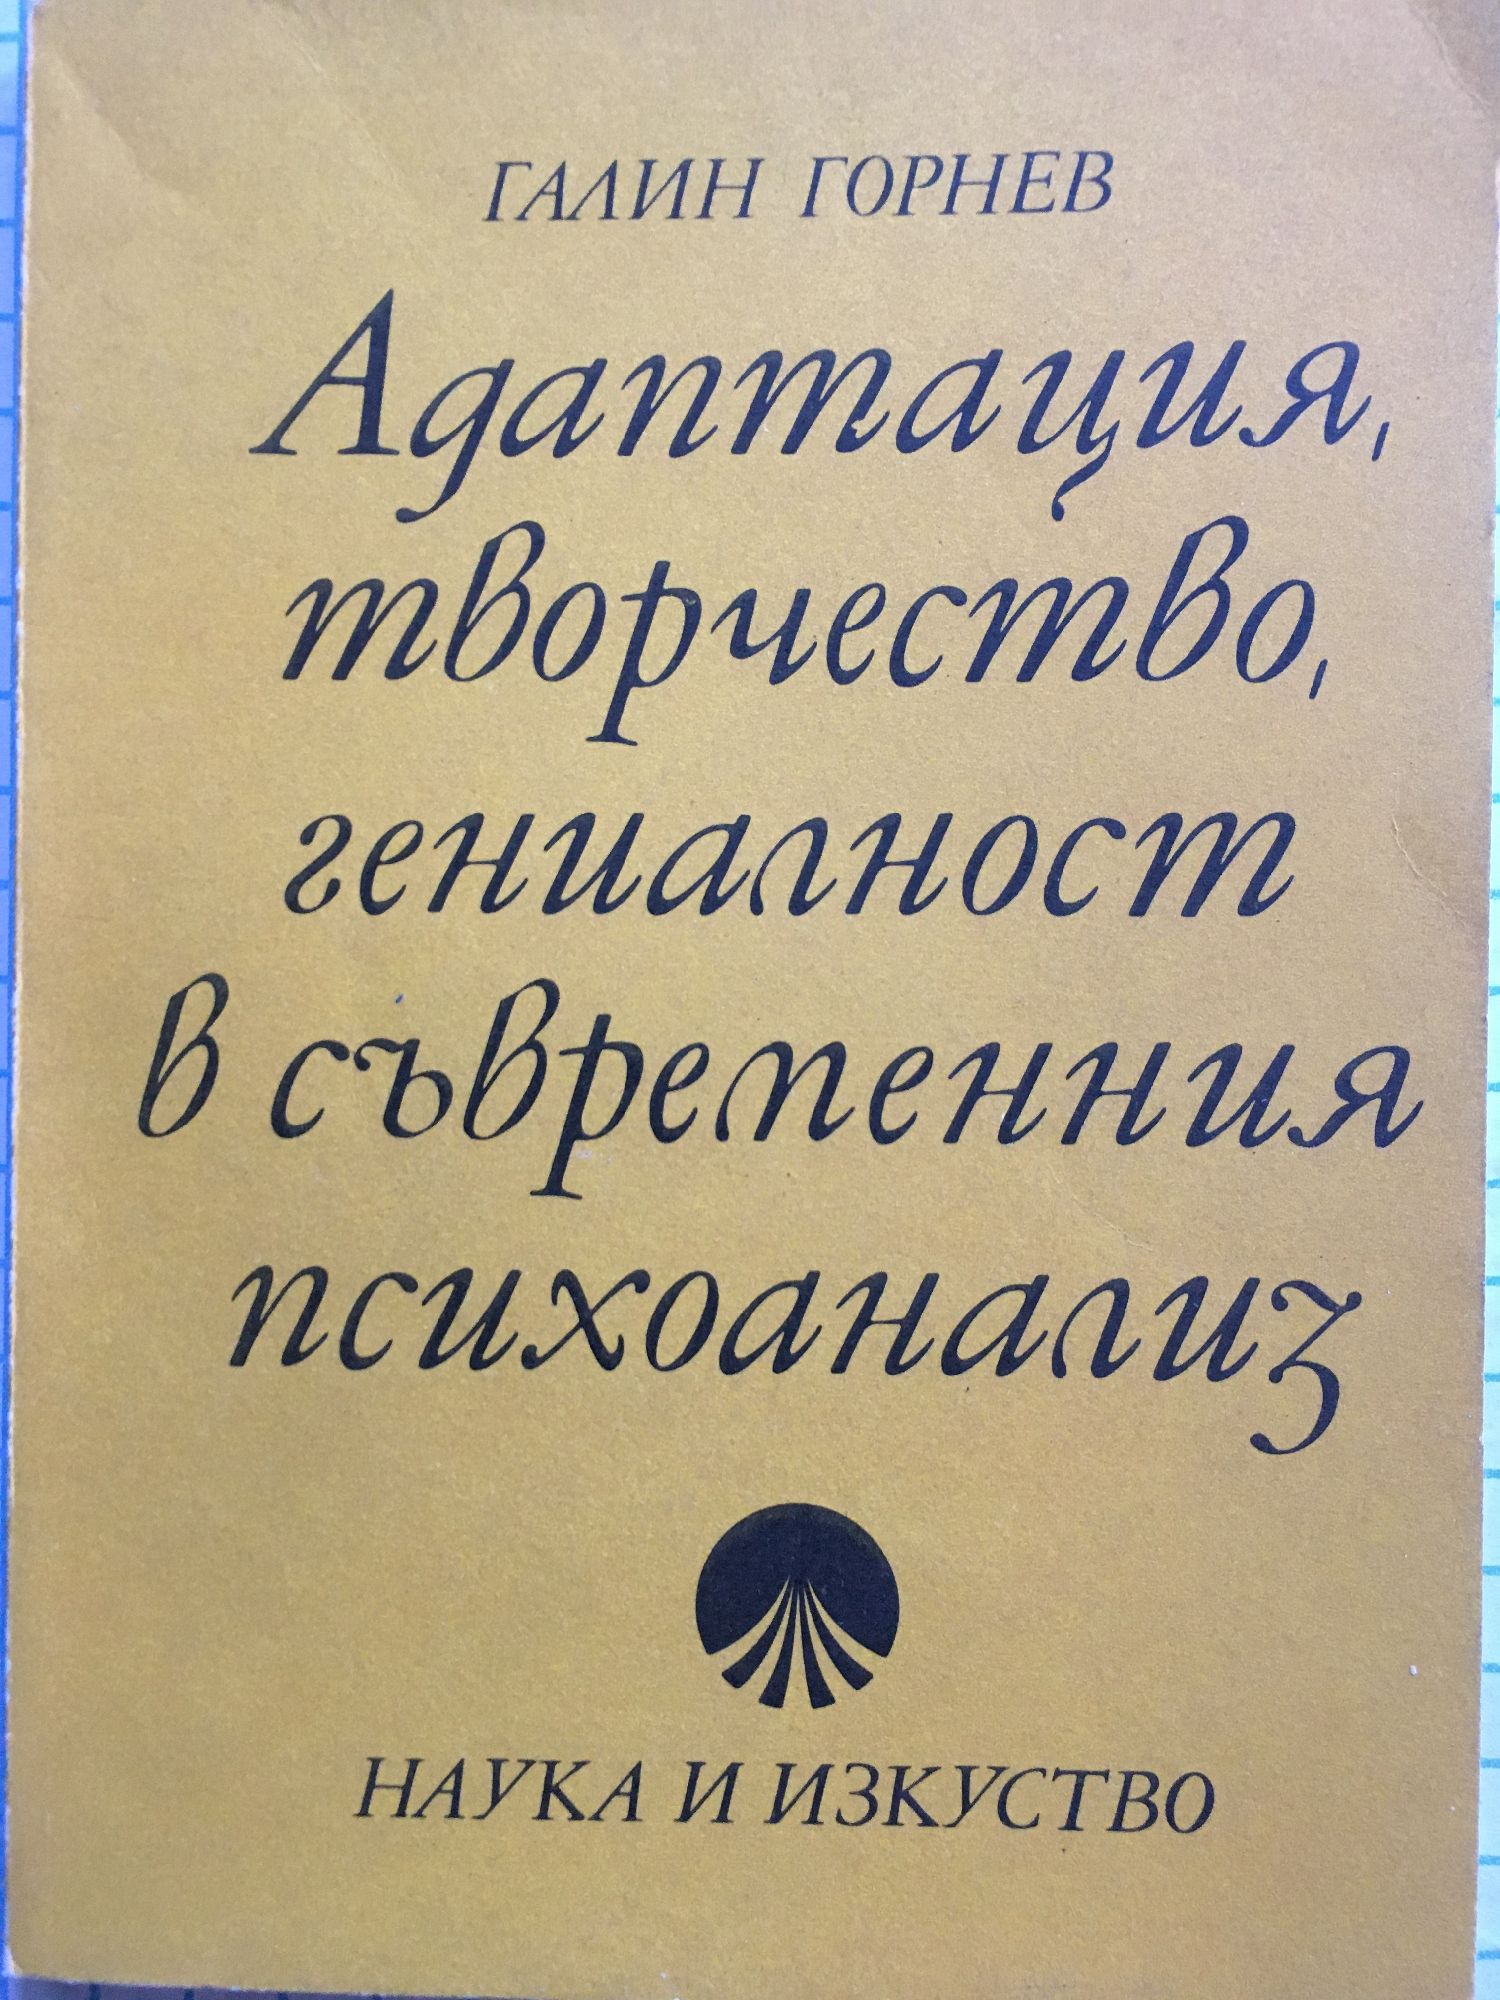 ГАЛИН ГОРНЕВ
Адаптация,
творчество,
гениалност
в съвременния
психоанализ
НАУКА И ИЗКУСТВО